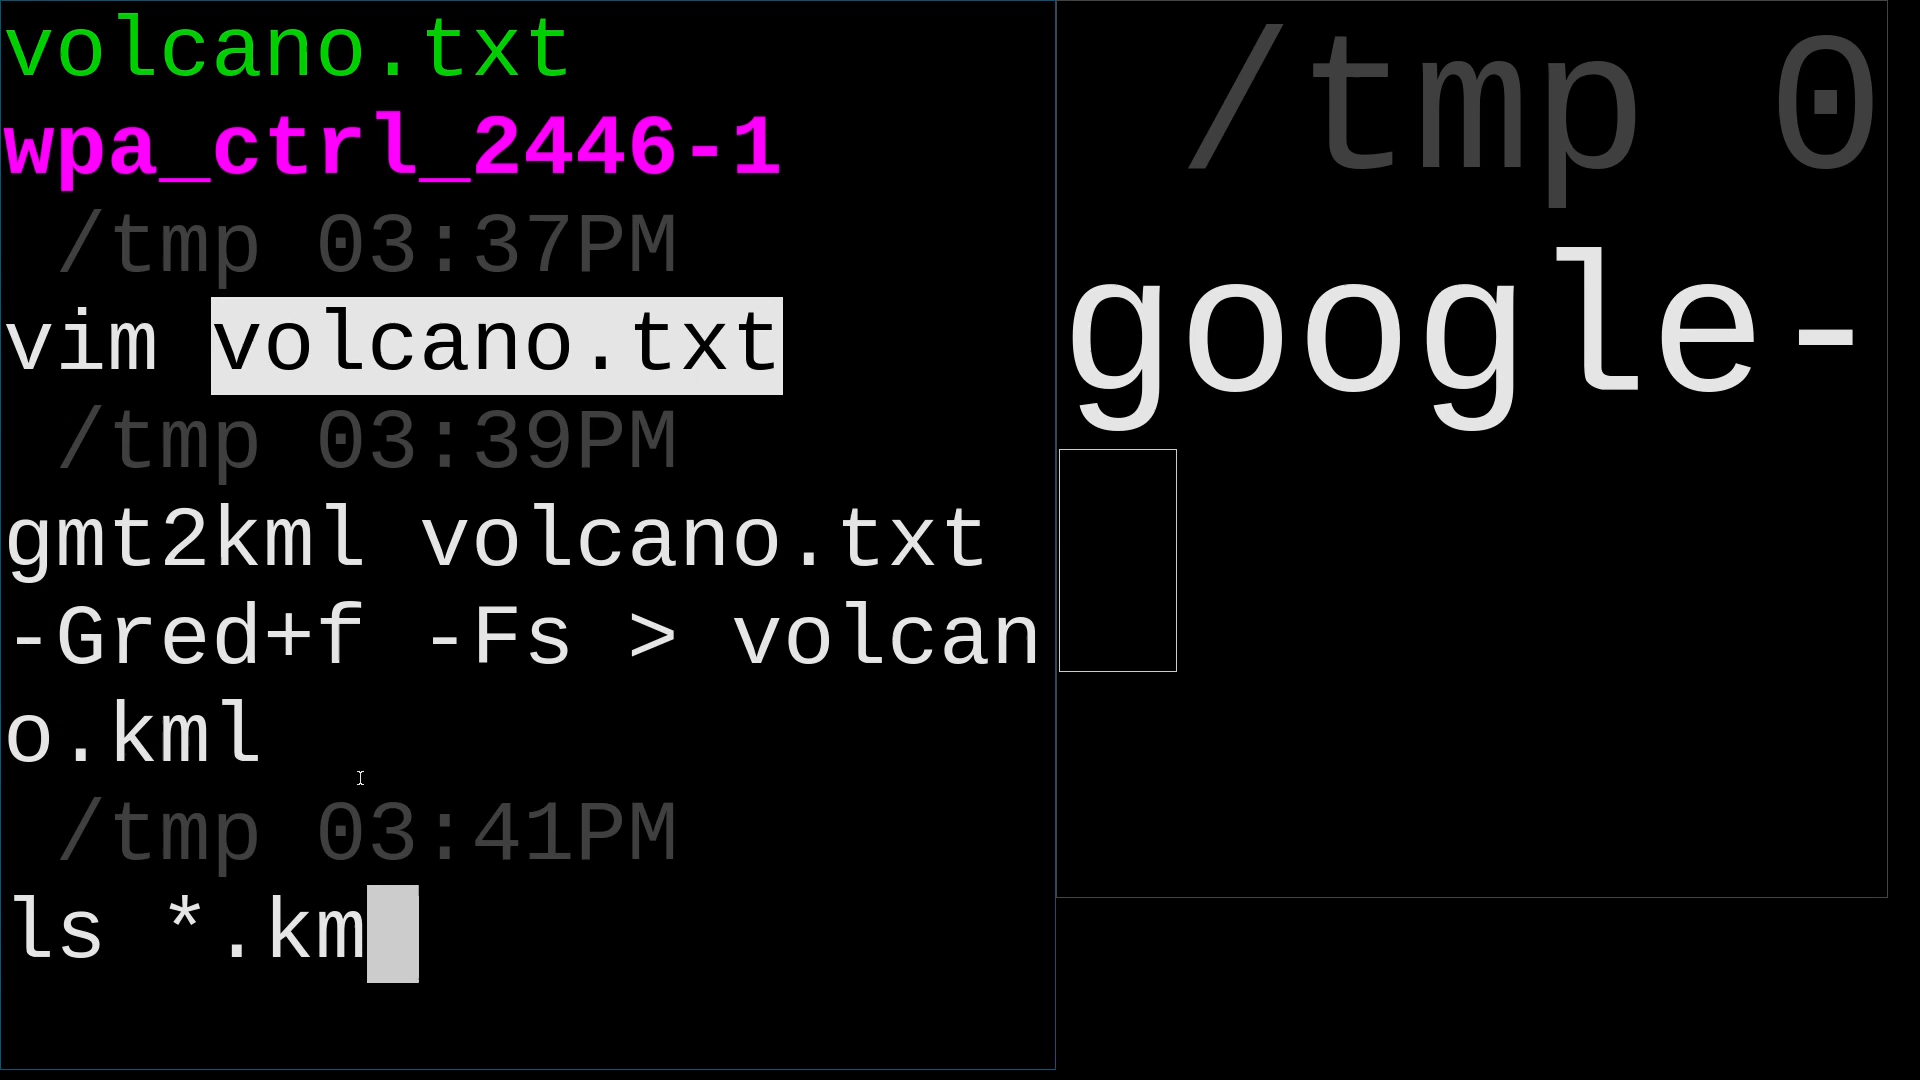 volcano.txt
wpa_ctrl_2446-1
/tmp 03:37PM
vim volcano.txt
/tmp 03:39PM
gmt2kml volcano.txt
-Gred+f -Fs > volcan
o.kml
/tmp 03:41PM
ls *.km
/tmp 0
google-